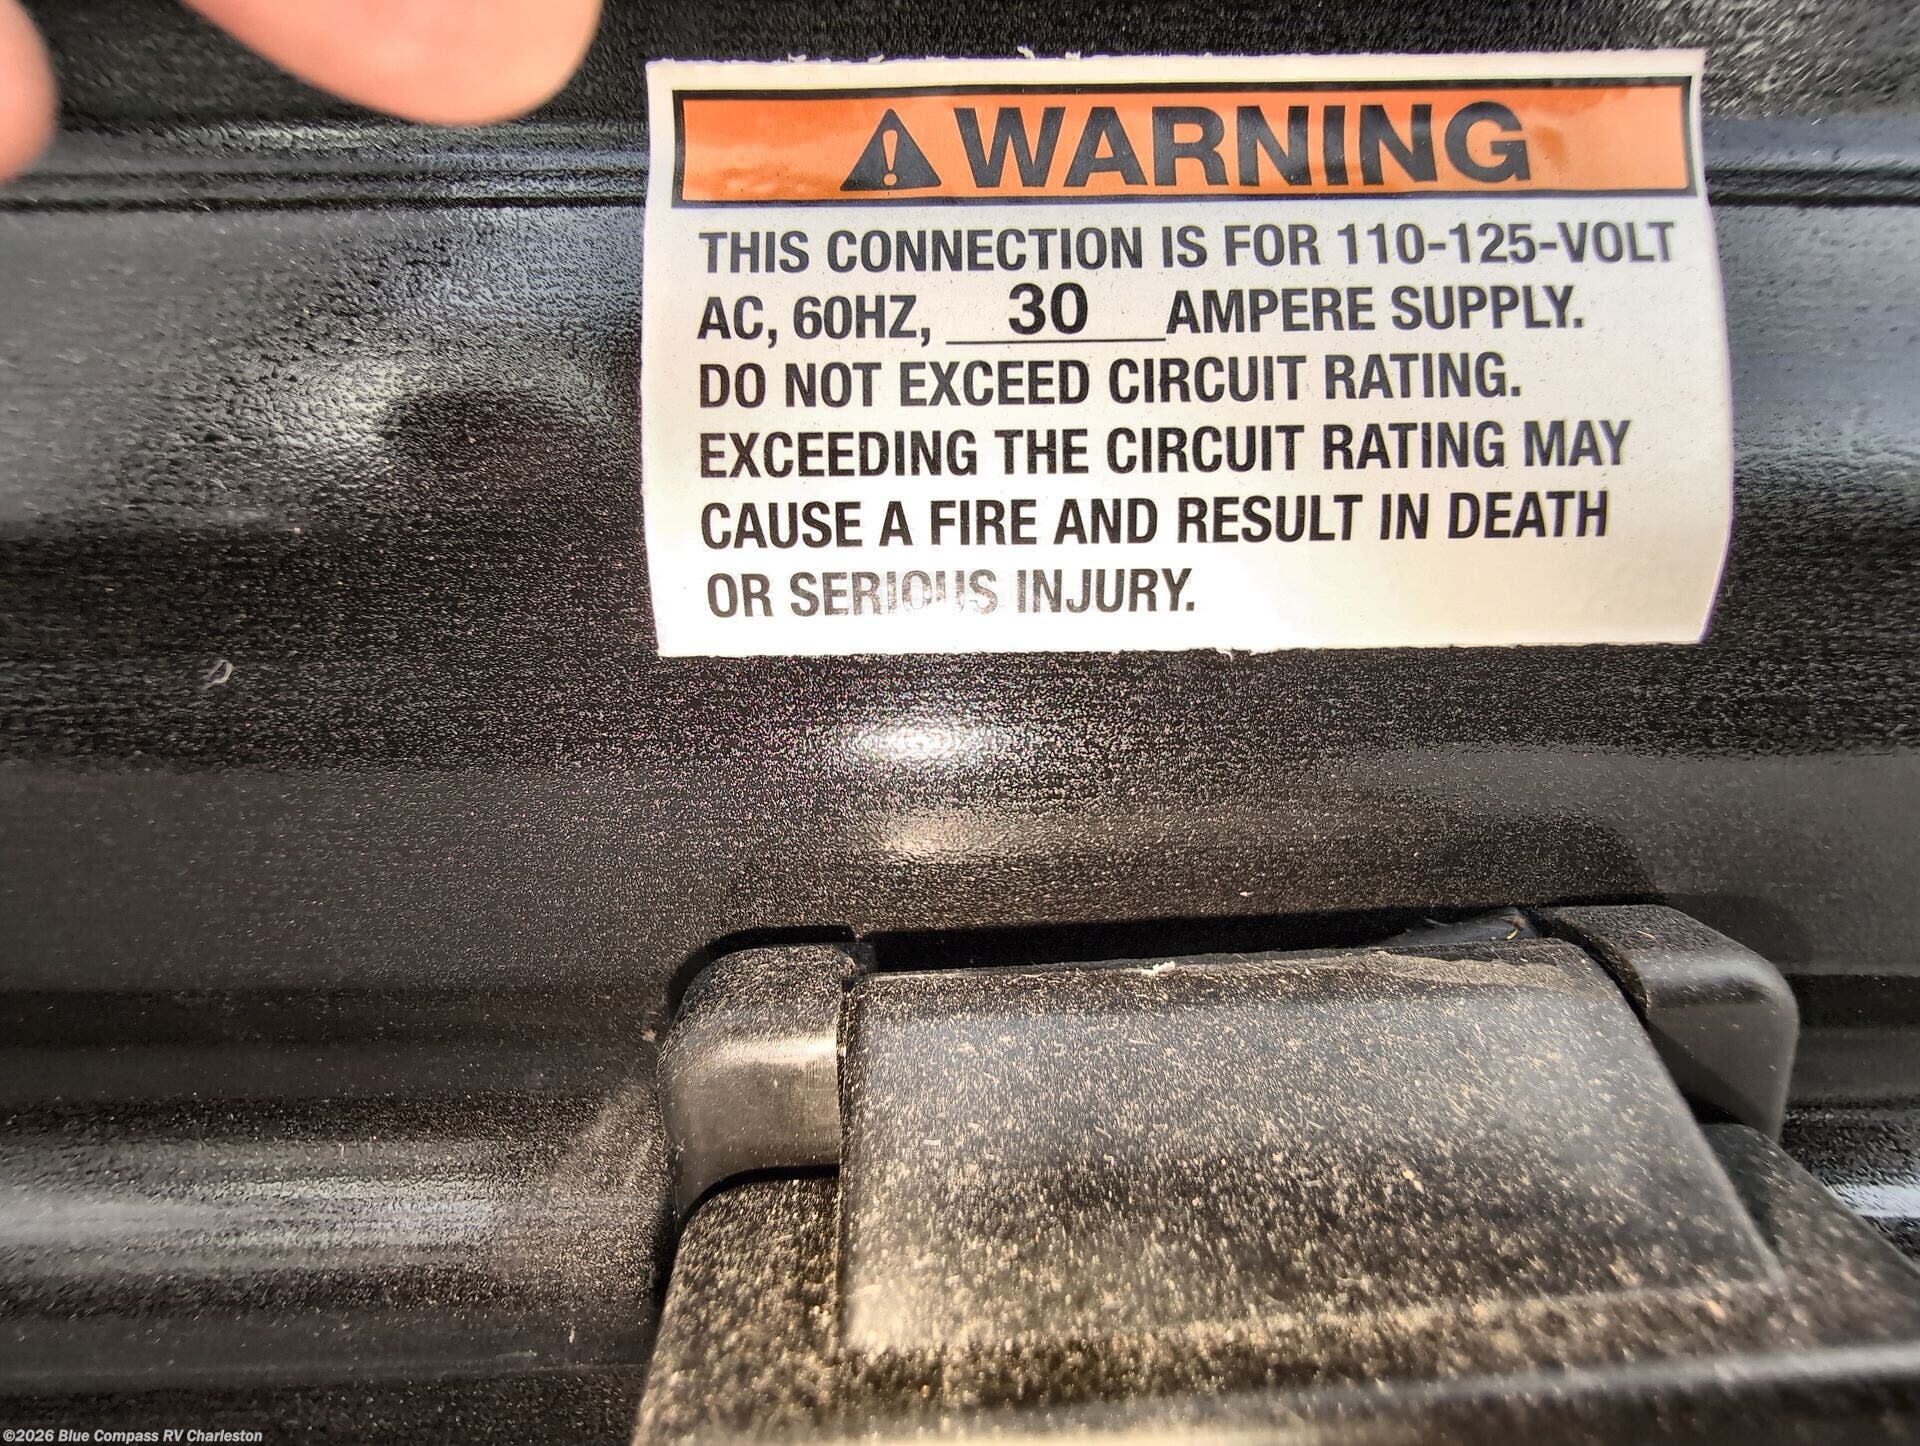 WARNING
THIS CONNECTION IS FOR 110-125-VOLT
AC, 60HZ, 30 AMPERE SUPPLY.
DO NOT EXCEED CIRCUIT RATING.
EXCEEDING THE CIRCUIT RATING MAY
CAUSE A FIRE AND RESULT IN DEATH
OR SERIOUS INJURY.
©2026 Blue Compass RV Charleston